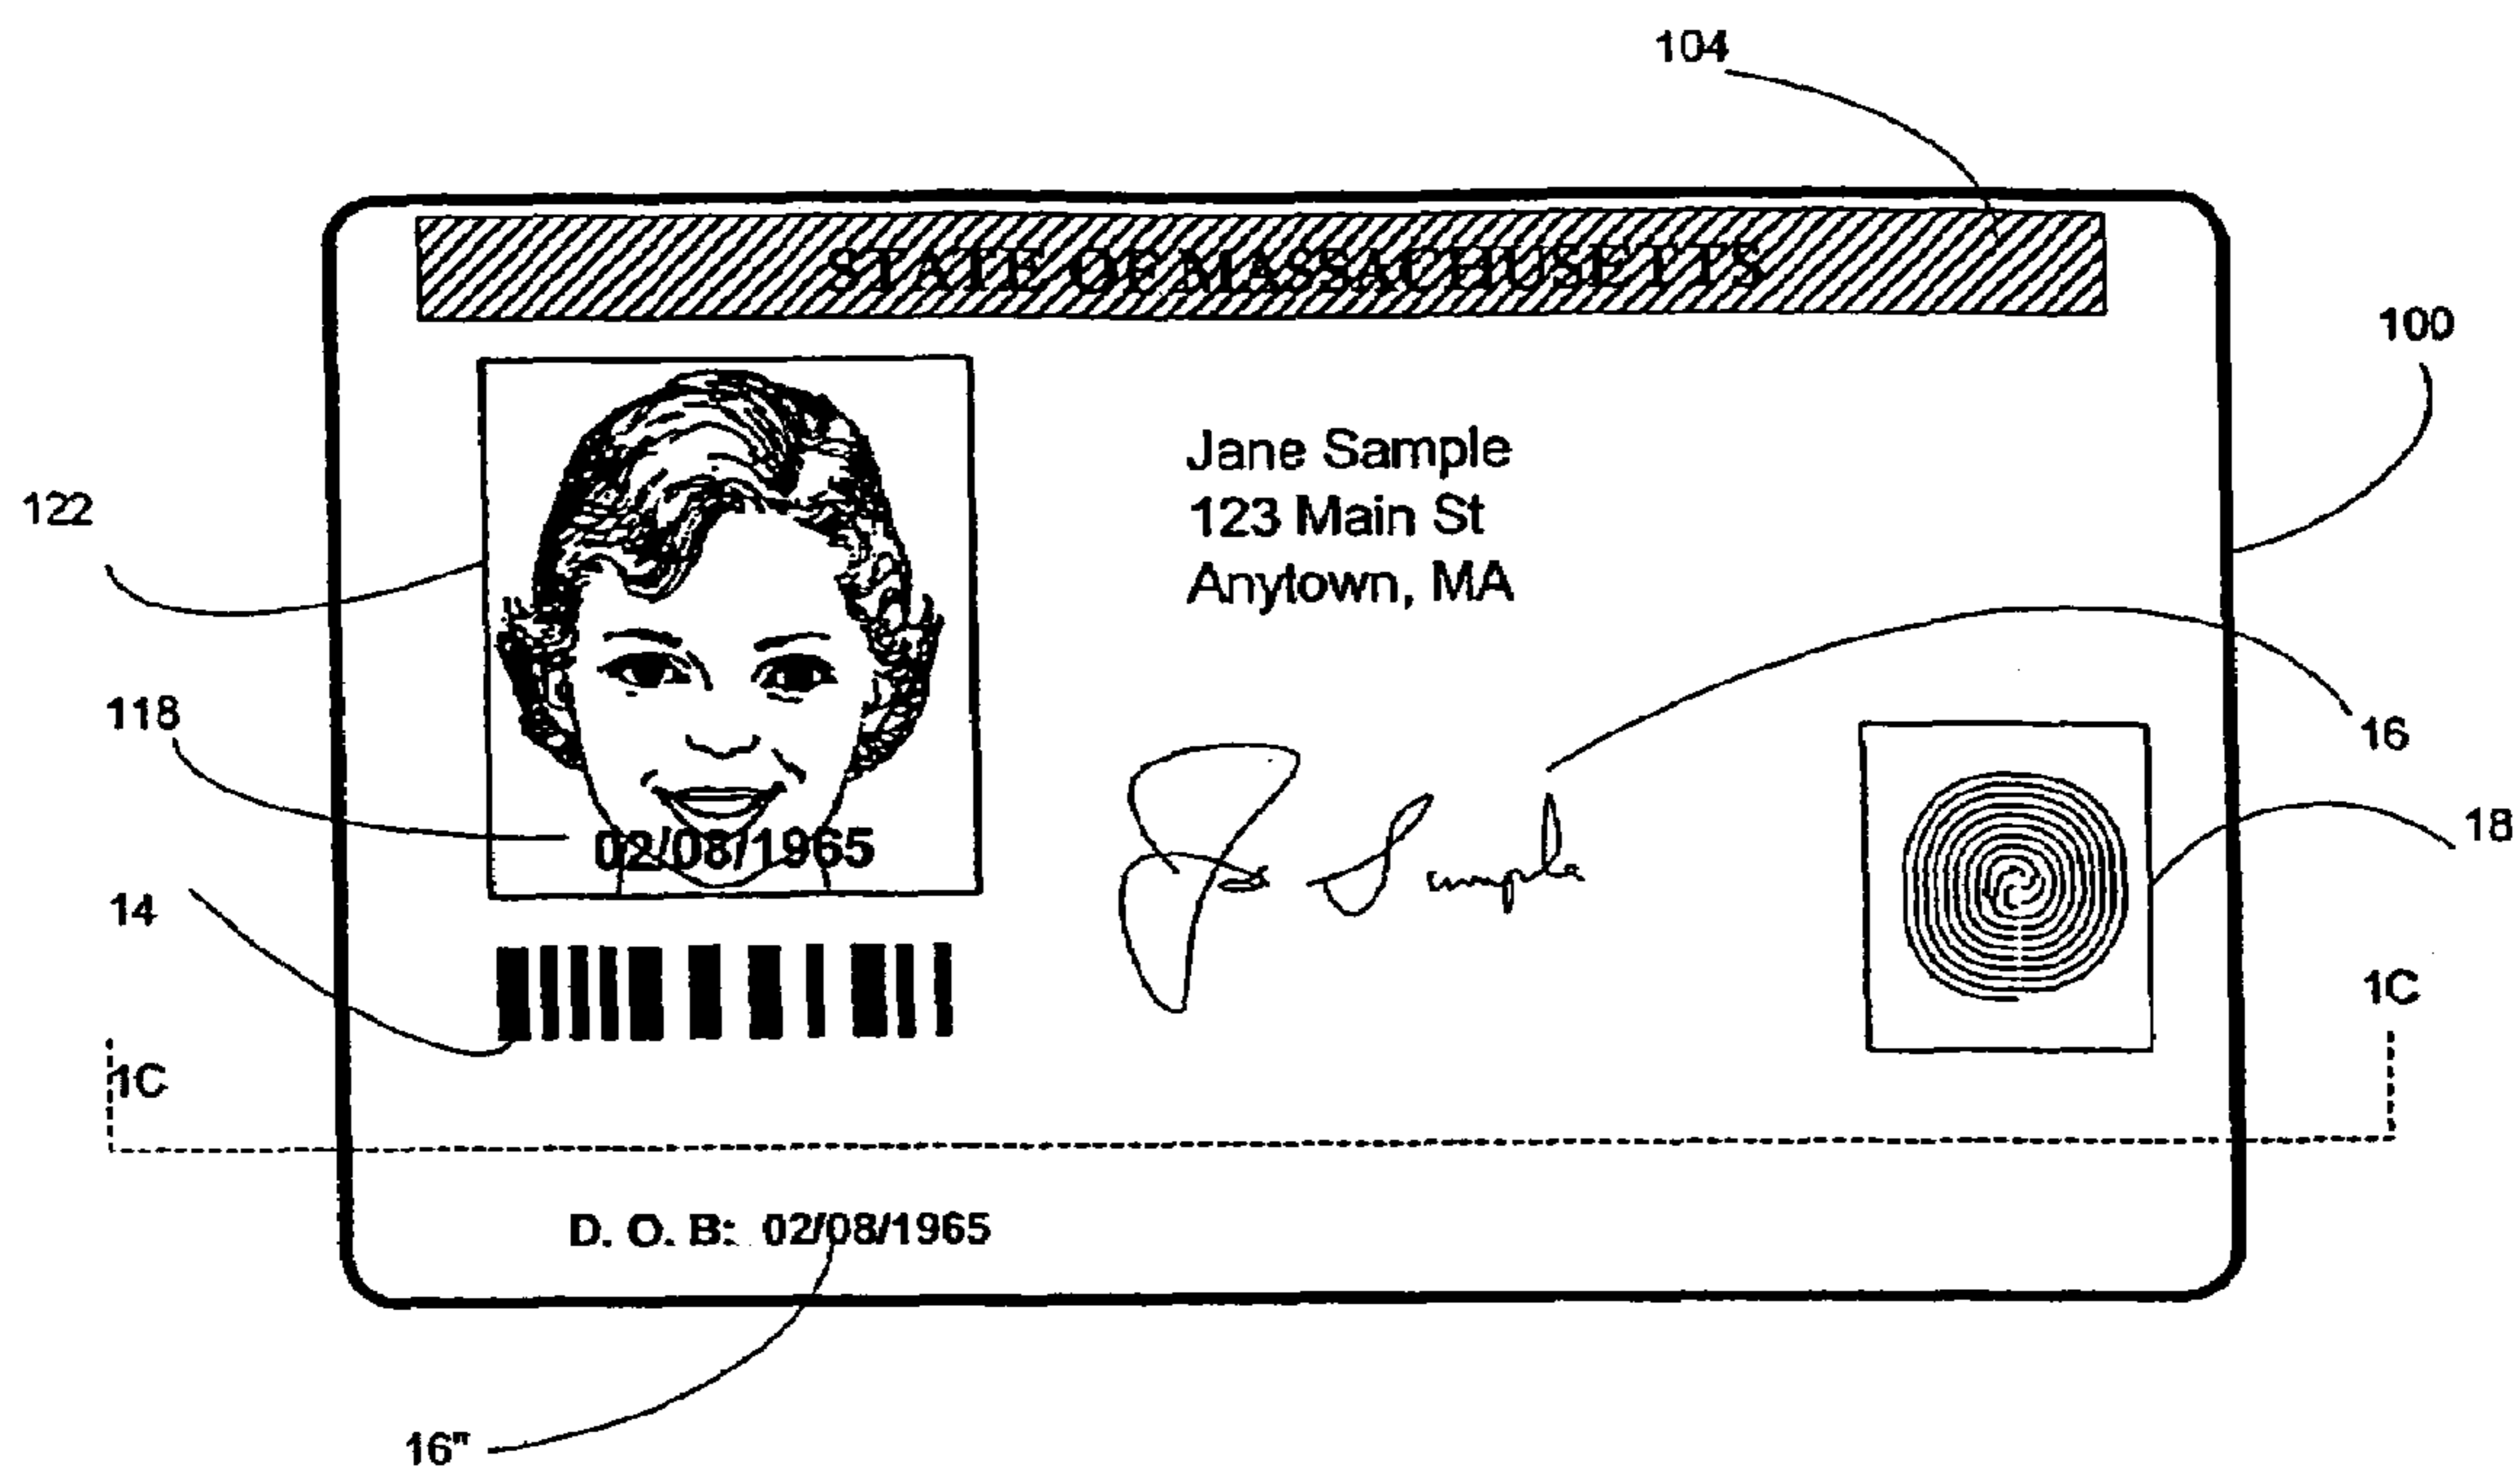 104
STATE OF MASSACHUSETTS
100
Jane Sample
123 Main St
Anytown, MA
122
118
16
18
02/08/1965
14
Sample
1C
1C
D. O. B: 02/08/1965
16"